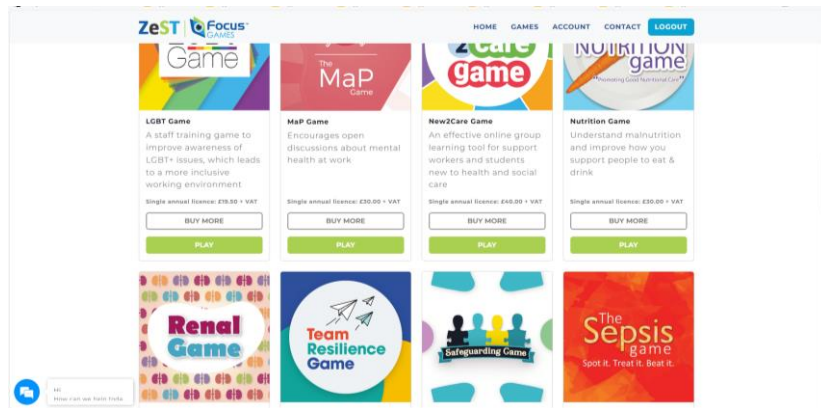 ZeST Focus GAMES
HOME GAMES ACCOUNT CONTACT LOGOUT
Game
The MaP Game
2care game
NUTRITION game
"Promoting Good Nutritional Care"
LGBT Game
A staff training game to
improve awareness of
LGBT+ issues, which leads
to a more inclusive
working environment
Single annual licence: £19.50 + VAT
BUY MORE
PLAY
MaP Game
Encourages open
discussions about mental
health at work
Single annual licence: £30.00 + VAT
BUY MORE
PLAY
New2Care Game
An effective online group
learning tool for support
workers and students
new to health and social
care
Single annual licence: £40.00 + VAT
BUY MORE
PLAY
Nutrition Game
Understand malnutrition
and improve how you
support people to eat &
drink
Single annual licence: £30.00 + VAT
BUY MORE
PLAY
Renal
Game
Team
Resilience
Game
Safeguarding Game
The
Sepsis
game
Spot it. Treat it. Beat it.
Hi
How can we help